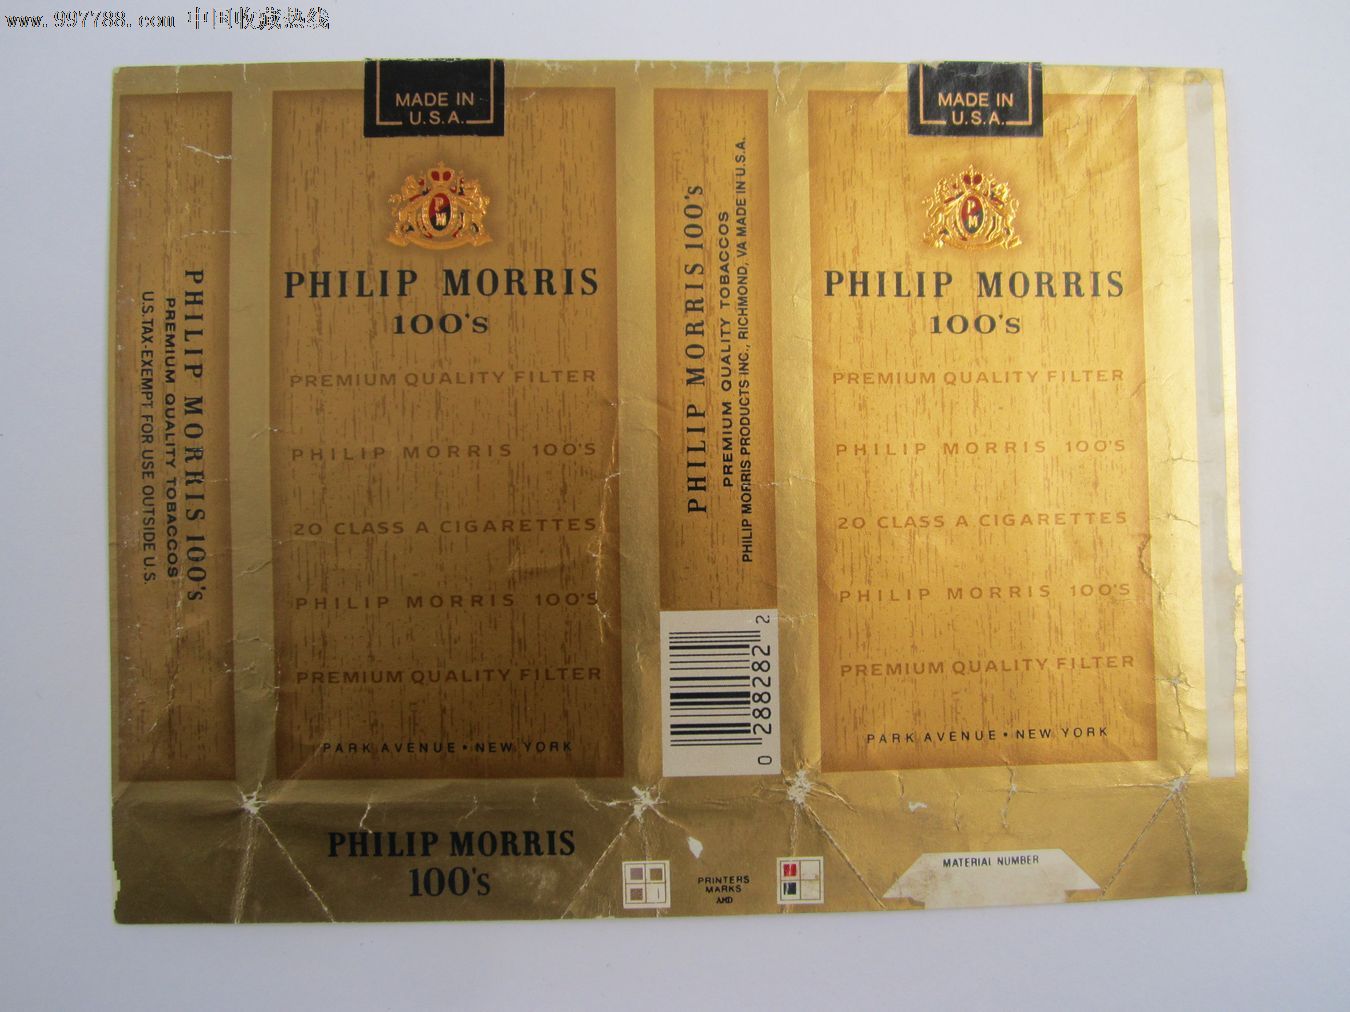 www.997788.com 中国收藏热线
PHILIP MORRIS 100's
PREMIUM QUALITY TOBACCOS
U.S. TAX-EXEMPT FOR USE OUTSIDE U.S.
MADE IN
U.S.A.
PM
PHILIP MORRIS
100's
PREMIUM QUALITY FILTER
PHILIP MORRIS 100'S
20 CLASS A CIGARETTES
PHILIP MORRIS 100'S
PREMIUM QUALITY FILTER
PARK AVENUE • NEW YORK
PHILIP MORRIS
100's
PHILIP MORRIS 100's
PREMIUM QUALITY TOBACCOS
PHILIP MORRIS PRODUCTS INC., RICHMOND, VA MADE IN U.S.A.
0 288282 2
PRINTERS
MARKS
AND
MADE IN
U.S.A.
PM
PHILIP MORRIS
100's
PREMIUM QUALITY FILTER
PHILIP MORRIS 100'S
20 CLASS A CIGARETTES
PHILIP MORRIS 100'S
PREMIUM QUALITY FILTER
PARK AVENUE • NEW YORK
MATERIAL NUMBER